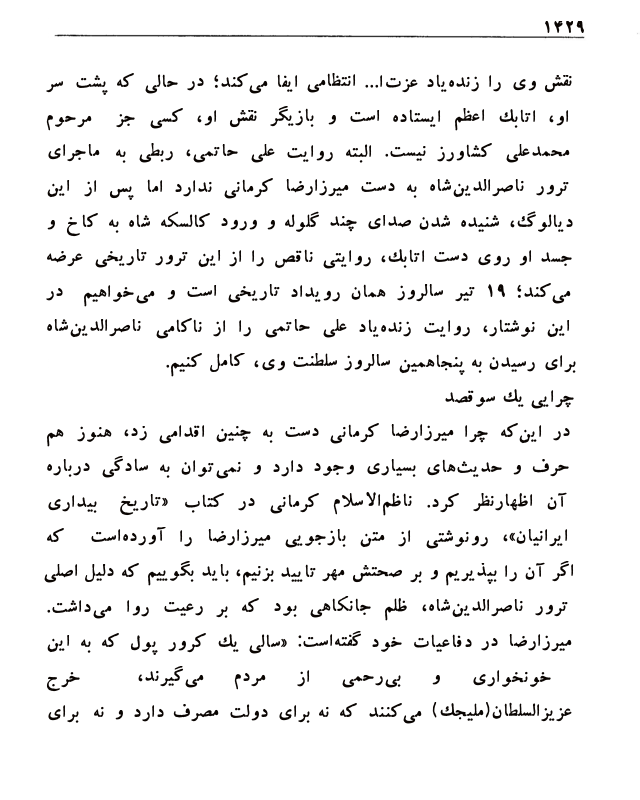 ۱۴۲۹
نقش وی را زنده‌یاد عزت‌ا... انتظامی ایفا می‌کند؛ در حالی که پشت سر
او، اتابك اعظم ایستاده است و بازیگر نقش او، کسی جز مرحوم
محمدعلی کشاورز نیست. البته روایت علی حاتمی، ربطی به ماجرای
ترور ناصرالدین‌شاه به دست میرزارضا کرمانی ندارد اما پس از این
دیالوگ، شنیده شدن صدای چند گلوله و ورود کالسکه شاه به کاخ و
جسد او روی دست اتابك، روایتی ناقص را از این ترور تاریخی عرضه
می‌کند؛ ۱۹ تیر سالروز همان رویداد تاریخی است و می‌خواهیم در
این نوشتار، روایت زنده‌یاد علی حاتمی را از ناکامی ناصرالدین‌شاه
برای رسیدن به پنجاهمین سالروز سلطنت وی، کامل کنیم.
چرایی یك سوقصد
در این‌که چرا میرزارضا کرمانی دست به چنین اقدامی زد، هنوز هم
حرف و حدیث‌های بسیاری وجود دارد و نمی‌توان به سادگی درباره
آن اظهارنظر کرد. ناظم‌الاسلام کرمانی در کتاب «تاریخ بیداری
ایرانیان»، رونوشتی از متن بازجویی میرزارضا را آورده‌است که
اگر آن را بپذیریم و بر صحتش مهر تایید بزنیم، باید بگوییم که دلیل اصلی
ترور ناصرالدین‌شاه، ظلم جانکاهی بود که بر رعیت روا می‌داشت.
میرزارضا در دفاعیات خود گفته‌است: «سالی یك کرور پول که به این
خونخواری و بی‌رحمی از مردم می‌گیرند، خرج
عزیزالسلطان(ملیجك) می‌کنند که نه برای دولت مصرف دارد و نه برای